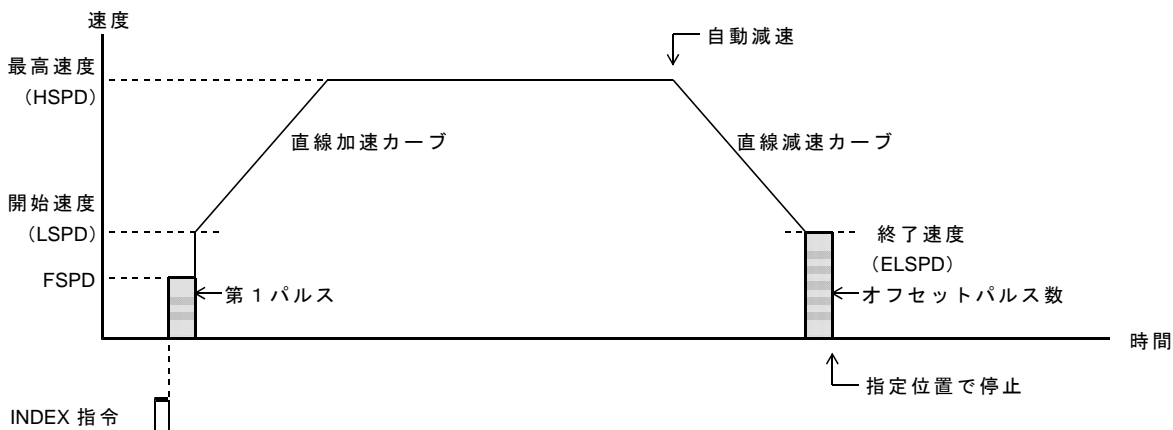 速度
自動減速
最高速度
(HSPD)
直線加速カーブ
直線減速カーブ
開始速度
(LSPD)
終了速度
(ELSPD)
FSPD
第1パルス
オフセットパルス数
時間
指定位置で停止
INDEX 指令